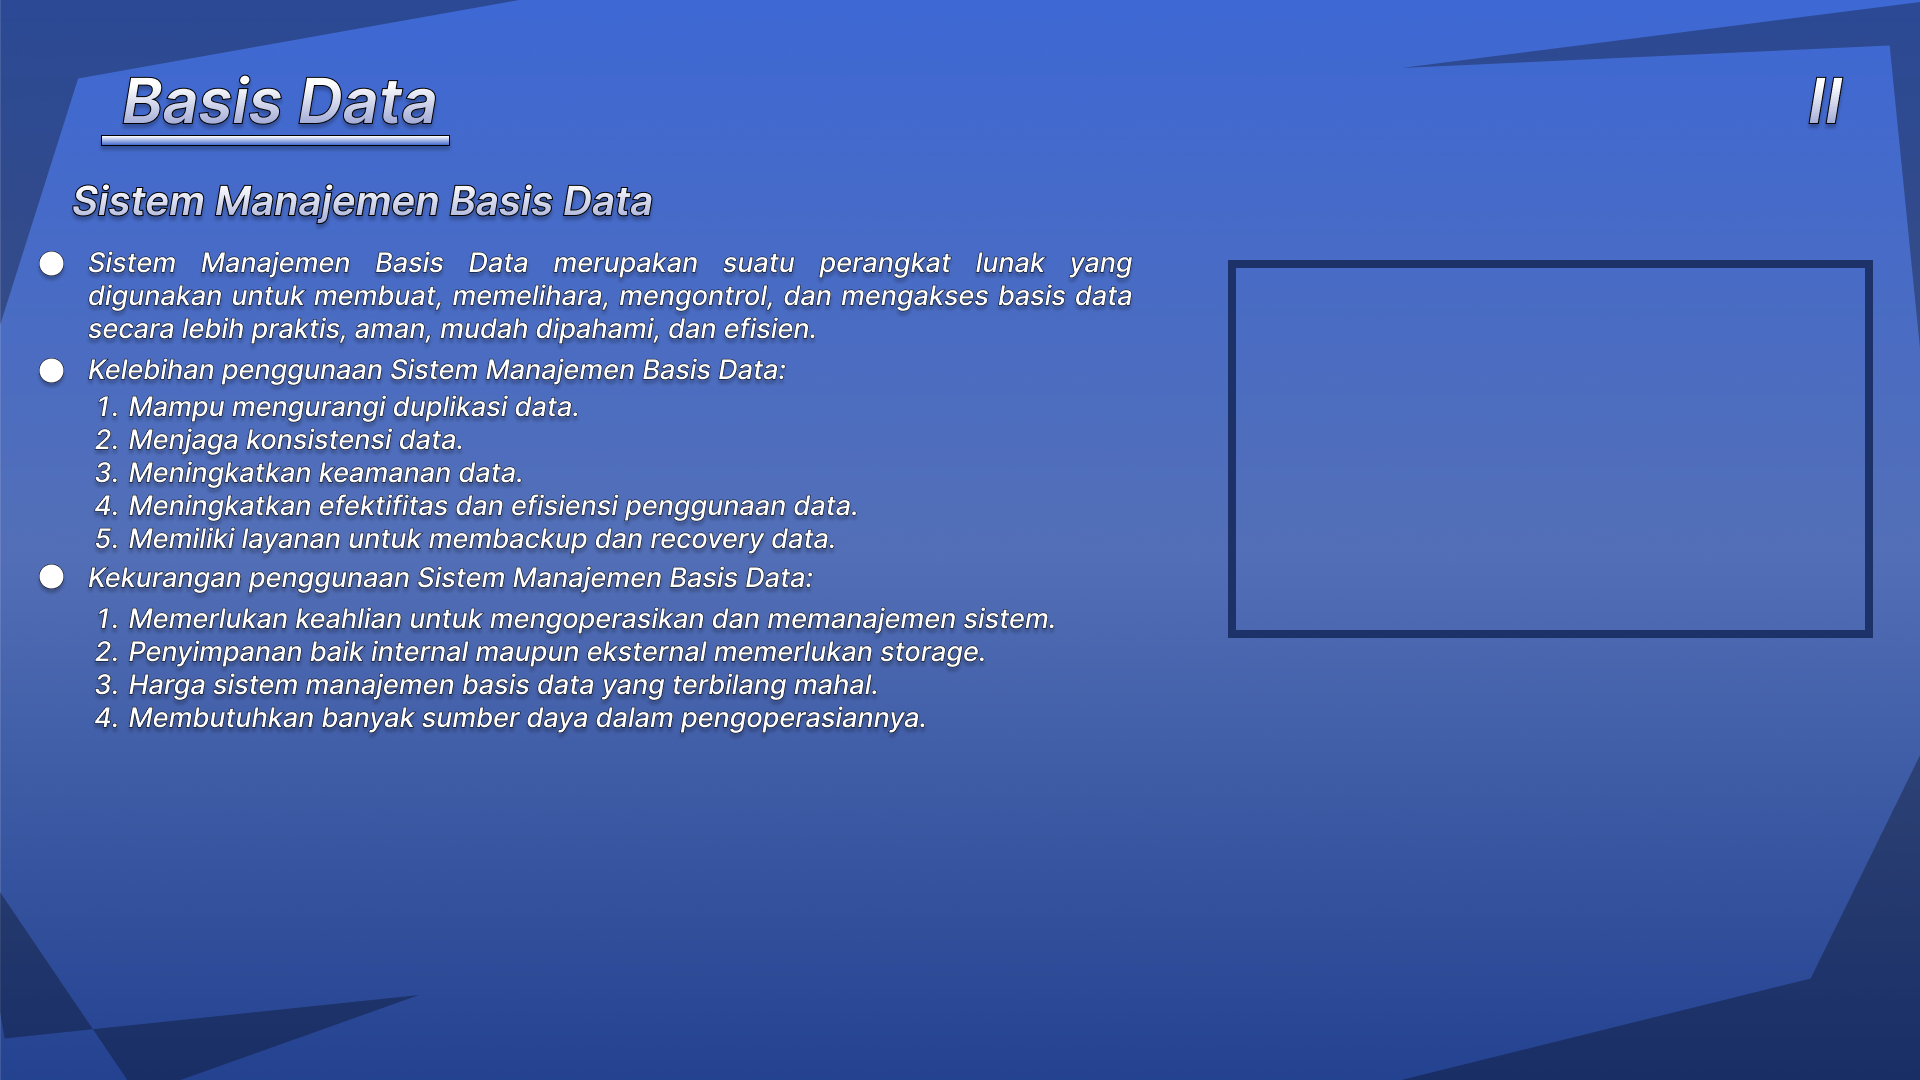 Basis Data
II
Sistem Manajemen Basis Data
Sistem Manajemen Basis Data merupakan suatu perangkat lunak yang
digunakan untuk membuat, memelihara, mengontrol, dan mengakses basis data
secara lebih praktis, aman, mudah dipahami, dan efisien.
Kelebihan penggunaan Sistem Manajemen Basis Data:
1. Mampu mengurangi duplikasi data.
2. Menjaga konsistensi data.
3. Meningkatkan keamanan data.
4. Meningkatkan efektifitas dan efisiensi penggunaan data.
5. Memiliki layanan untuk membackup dan recovery data.
Kekurangan penggunaan Sistem Manajemen Basis Data:
1. Memerlukan keahlian untuk mengoperasikan dan memanajemen sistem.
2. Penyimpanan baik internal maupun eksternal memerlukan storage.
3. Harga sistem manajemen basis data yang terbilang mahal.
4. Membutuhkan banyak sumber daya dalam pengoperasiannya.